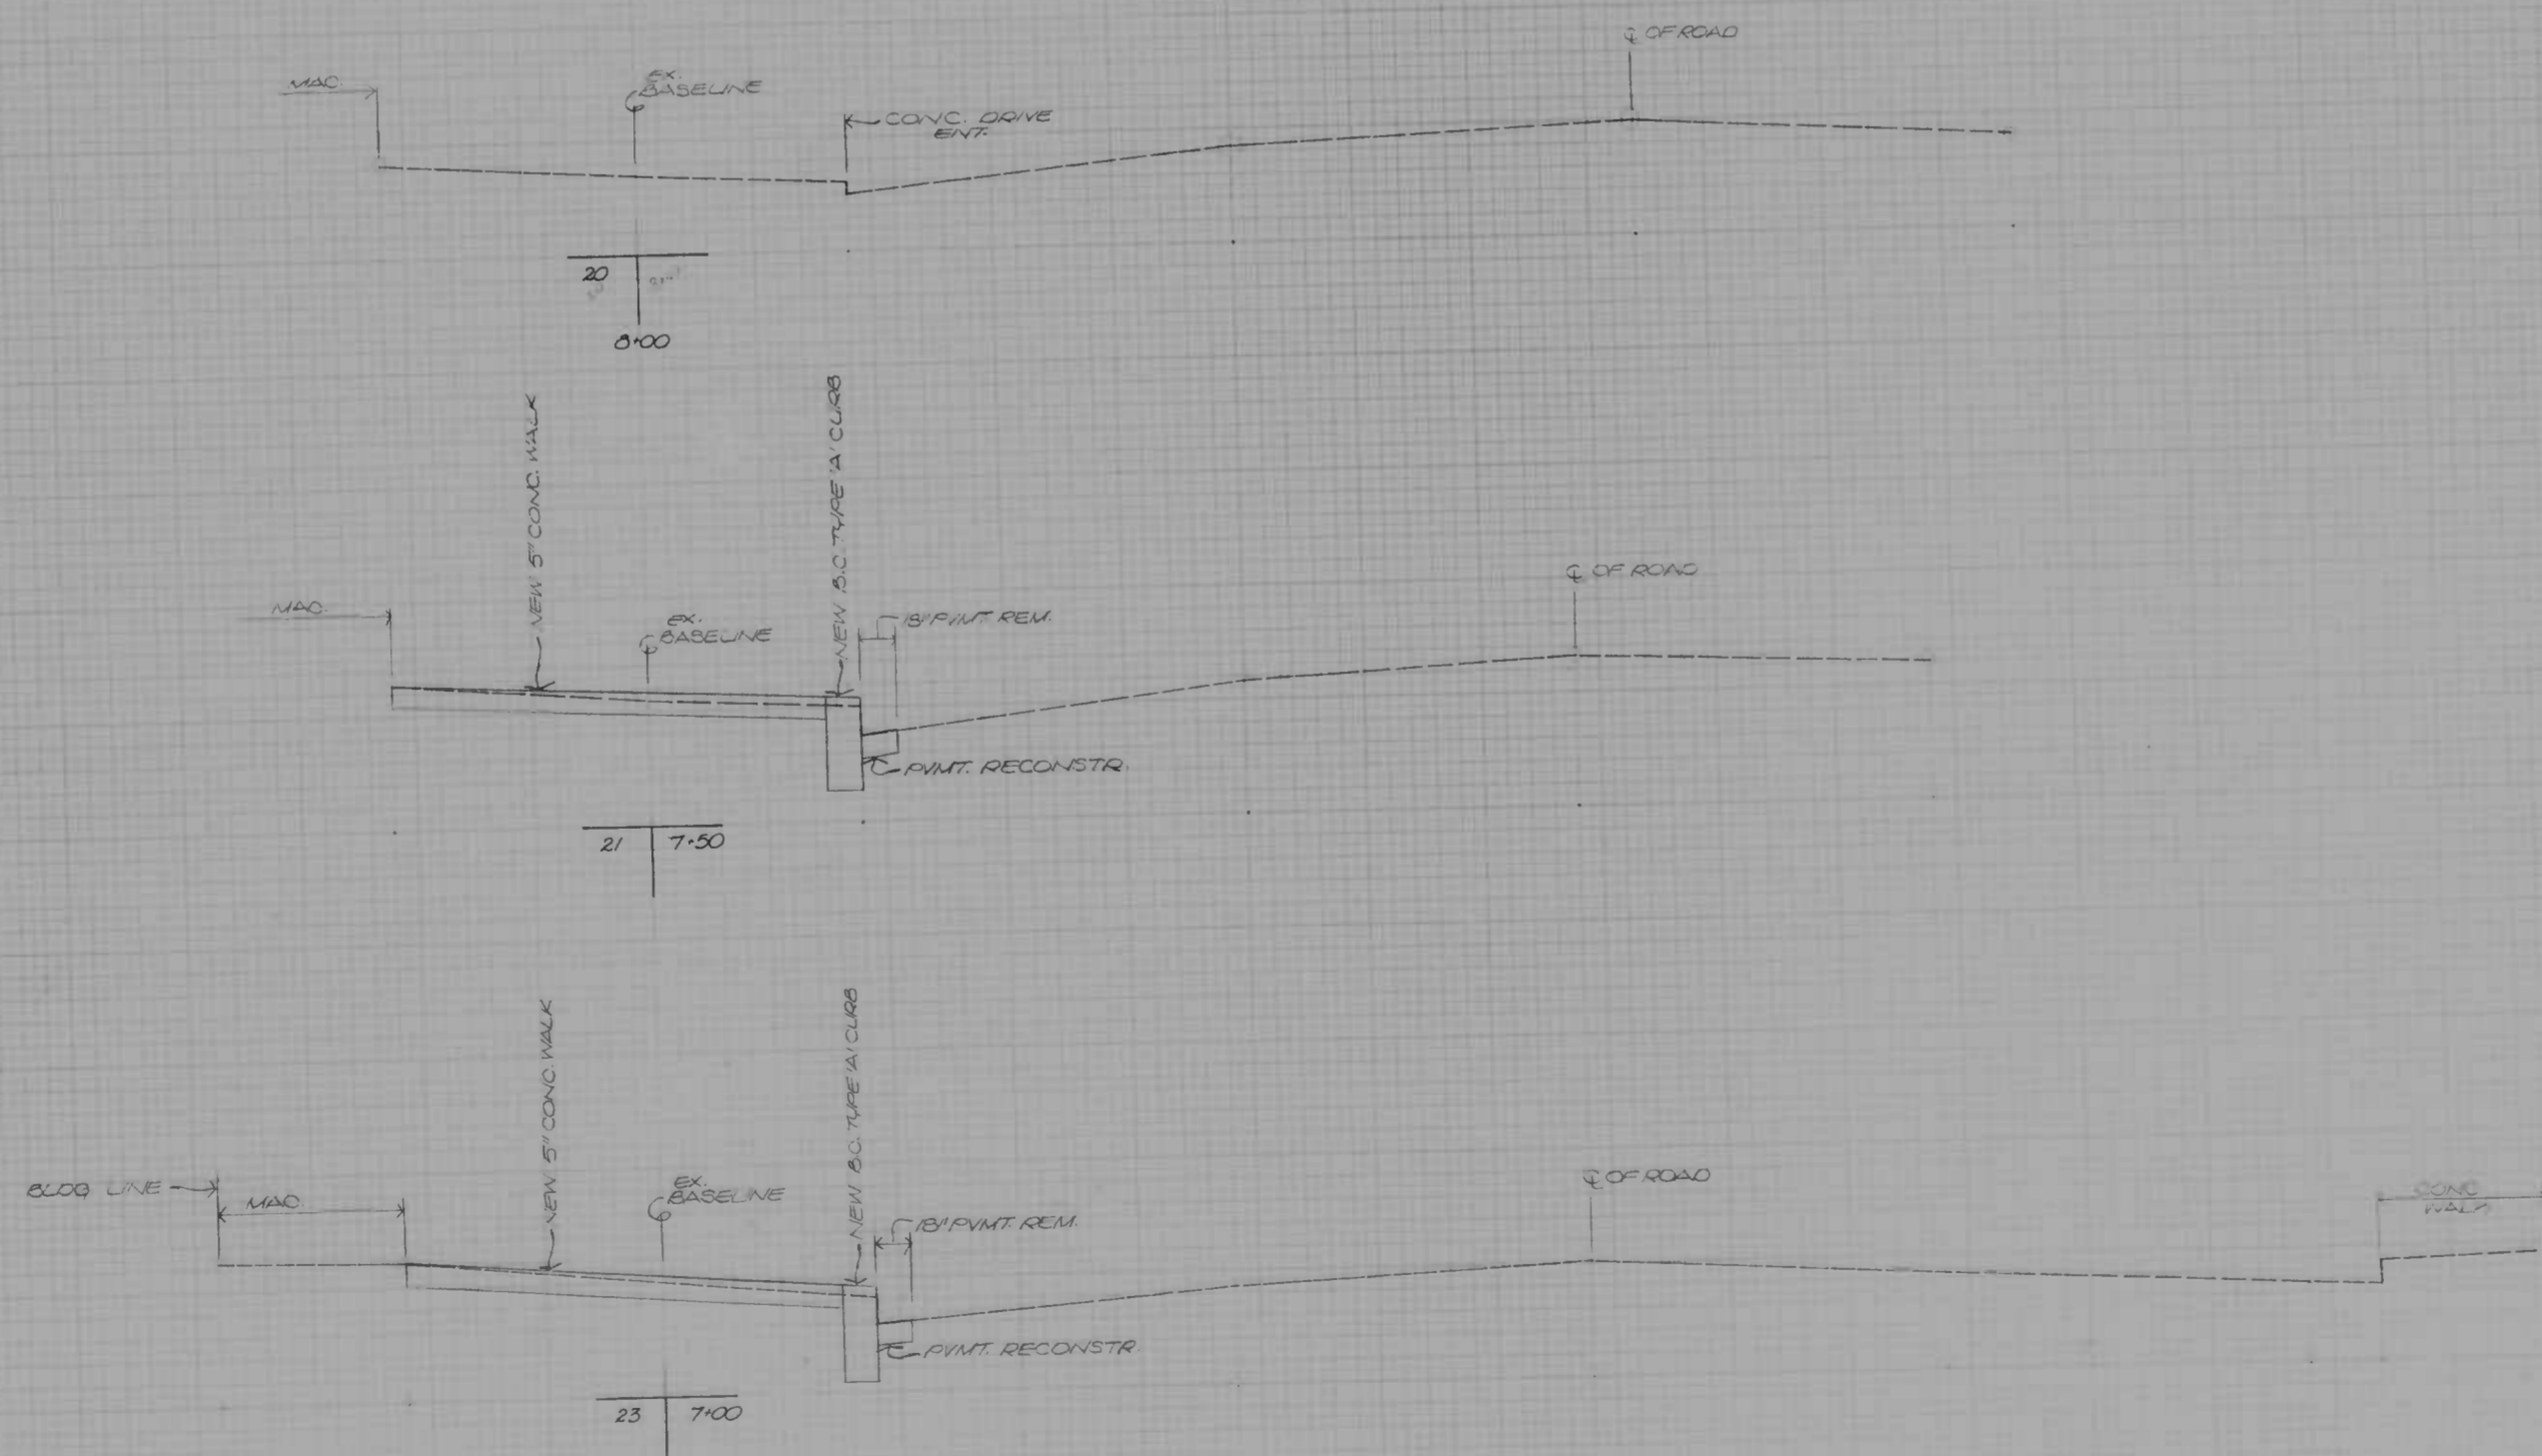 ℄ OF ROAD
MAC.
EX.
BASELINE
CONC. DRIVE
ENT.
20
8+00
NEW 5" CONC. WALK
NEW B.C. TYPE 'A' CURB
℄ OF ROAD
MAC.
EX.
BASELINE
18" PVMT REM.
PVMT. RECONSTR.
21 7+50
NEW 5" CONC. WALK
NEW B.C. TYPE 'A' CURB
BLDG LINE
MAC.
EX.
BASELINE
18" PVMT. REM.
℄ OF ROAD
CONC
WALK
PVMT. RECONSTR.
23 7+00